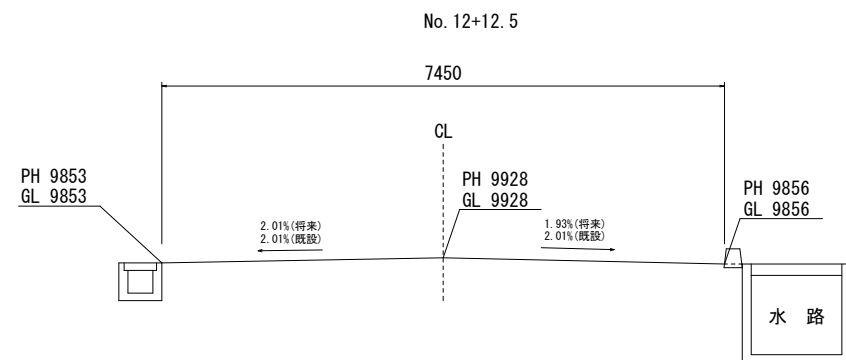 No.12+12.5
7450
CL
PH 9853
GL 9853
PH 9928
GL 9928
PH 9856
GL 9856
2.01%(将来)
2.01%(既設)
1.93%(将来)
2.01%(既設)
水 路